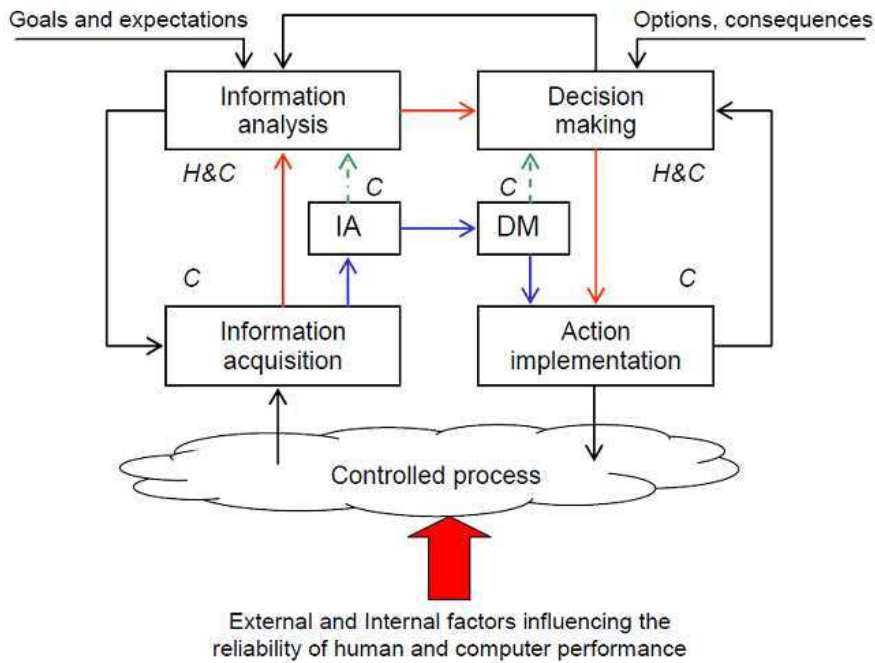 Goals and expectations
Options, consequences
Information
analysis
Decision
making
H&C
C
C
H&C
IA
DM
C
C
Information
acquisition
Action
implementation
Controlled process
External and Internal factors influencing the
reliability of human and computer performance